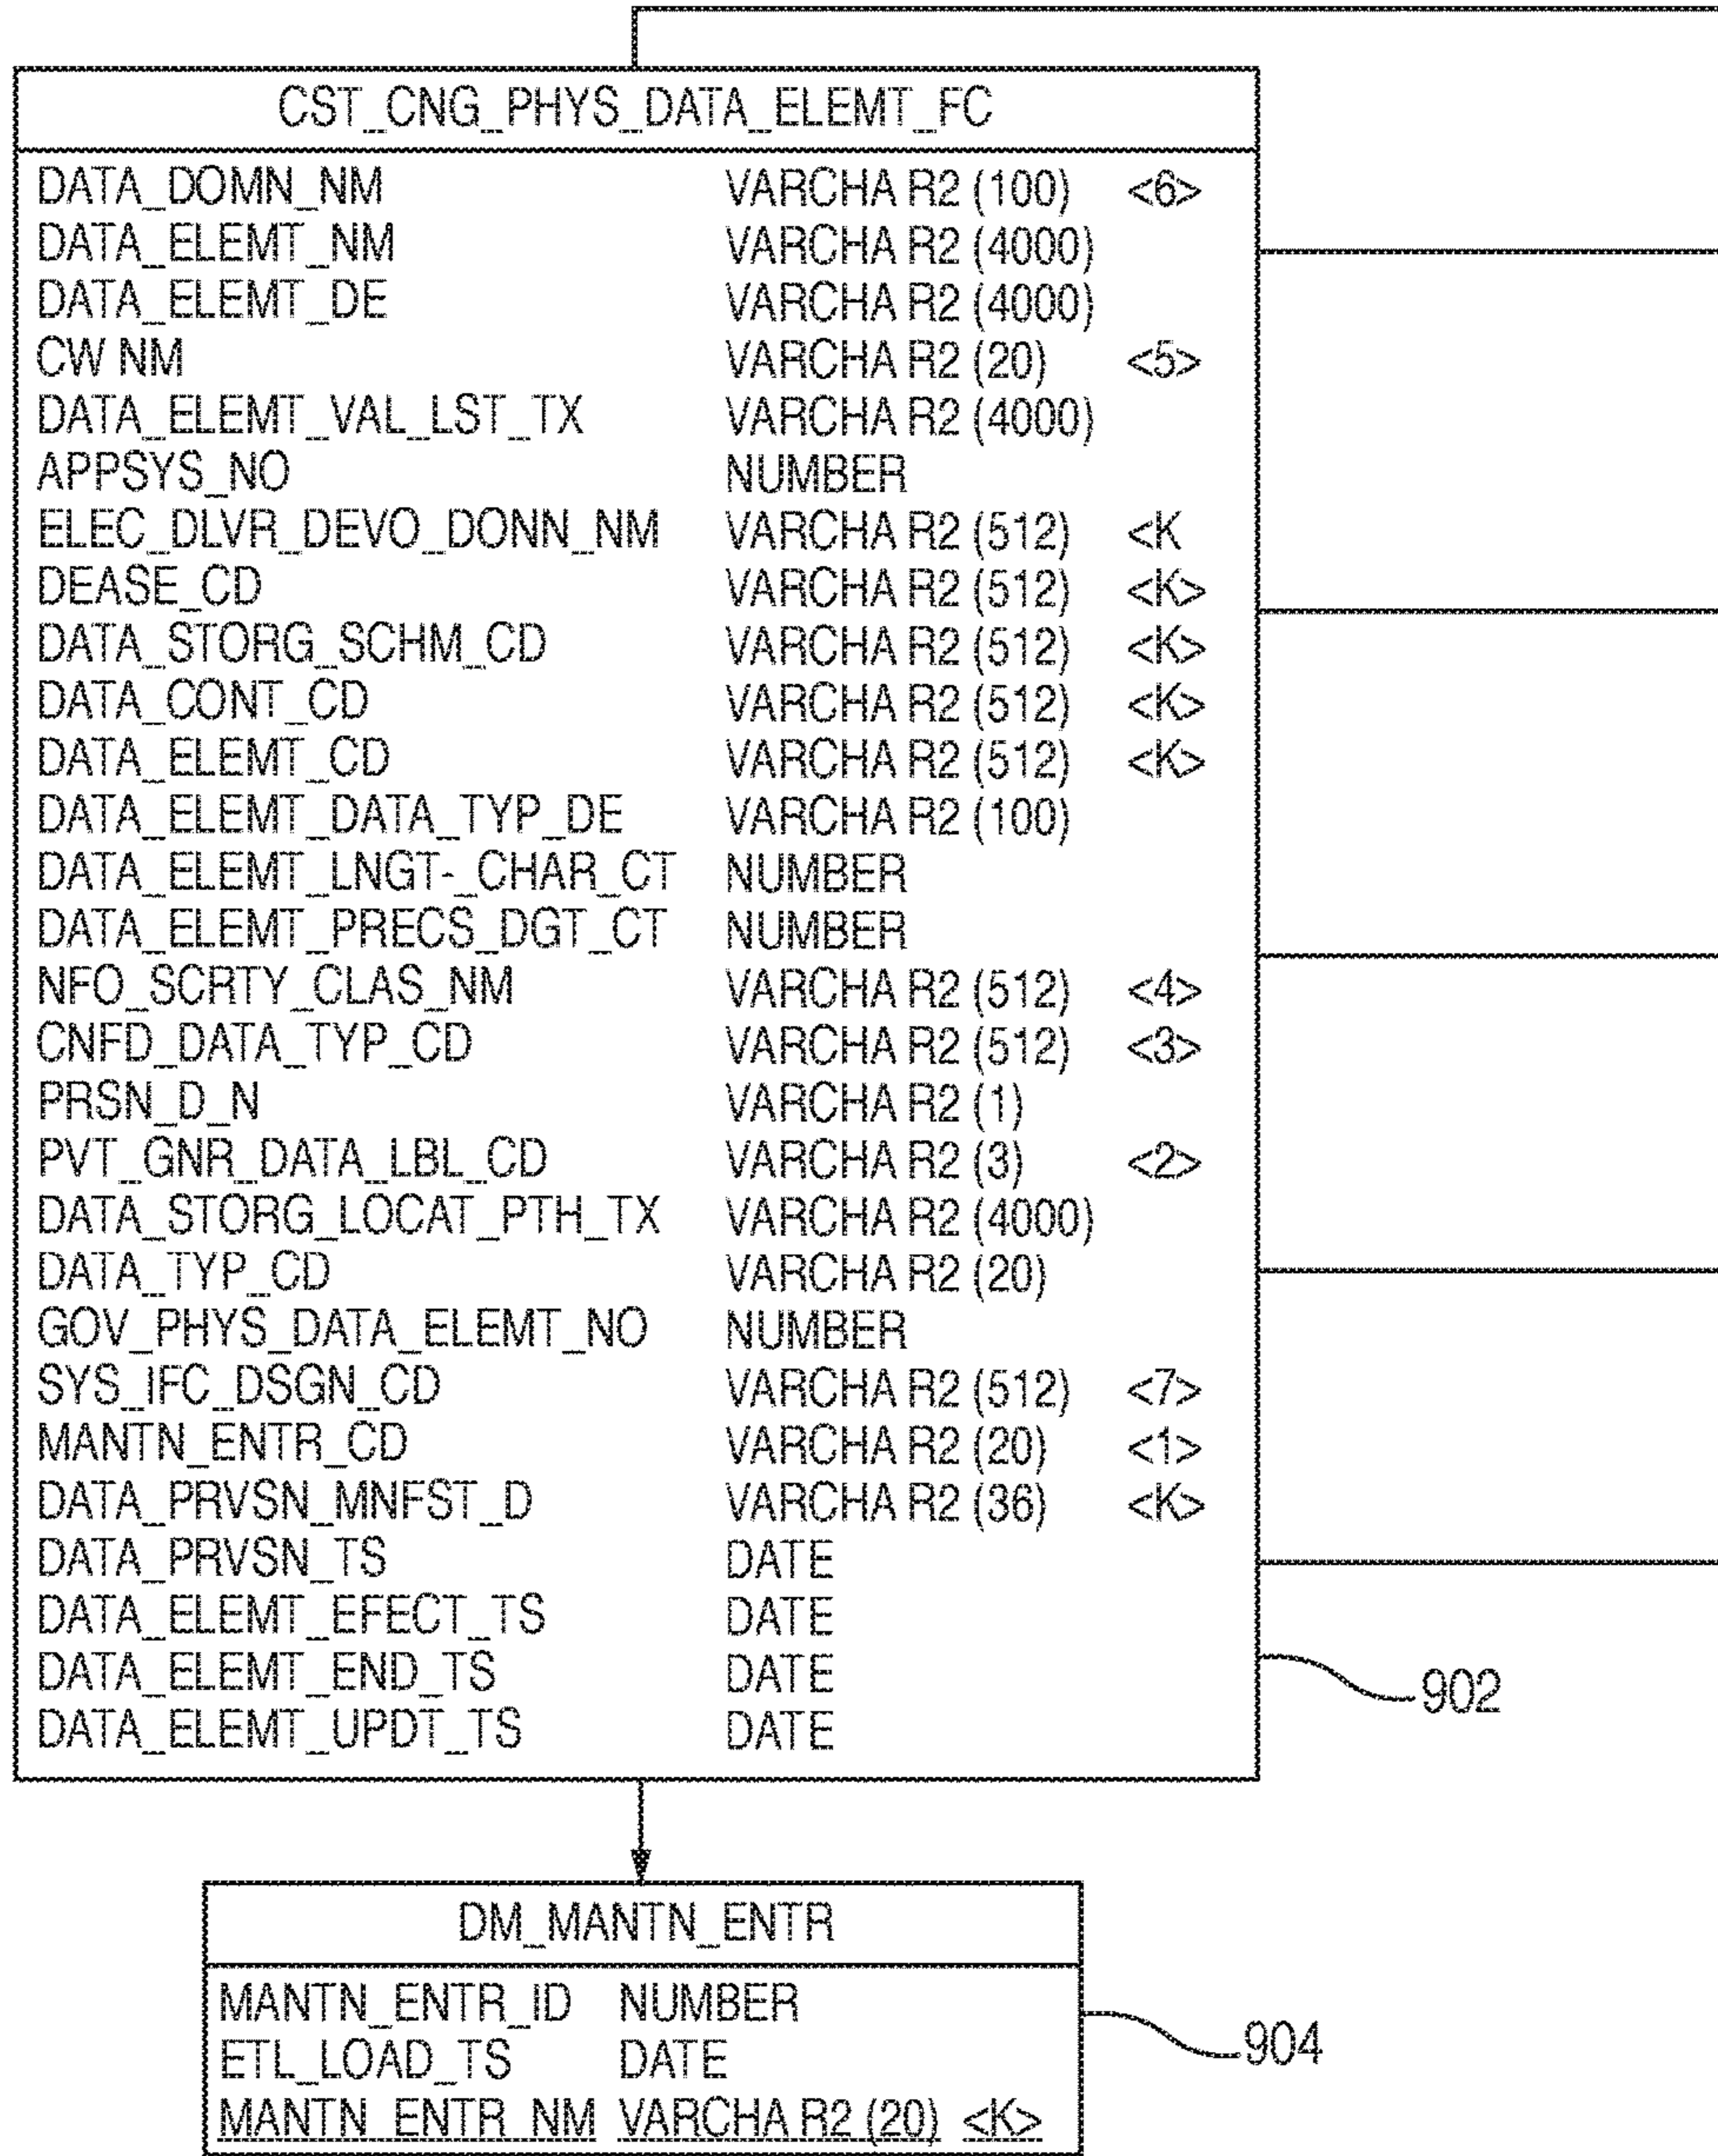 CST_CNG_PHYS_DATA_ELEMT_FC
DATA_DOMN_NM VARCHA R2 (100) <6>
DATA_ELEMT_NM VARCHA R2 (4000)
DATA_ELEMT_DE VARCHA R2 (4000)
CW NM VARCHA R2 (20) <5>
DATA_ELEMT_VAL_LST_TX VARCHA R2 (4000)
APPSYS_NO NUMBER
ELEC_DLVR_DEVO_DONN_NM VARCHA R2 (512) <K
DEASE_CD VARCHA R2 (512) <K>
DATA_STORG_SCHM_CD VARCHA R2 (512) <K>
DATA_CONT_CD VARCHA R2 (512) <K>
DATA_ELEMT_CD VARCHA R2 (512) <K>
DATA_ELEMT_DATA_TYP_DE VARCHA R2 (100)
DATA_ELEMT_LNGT-_CHAR_CT NUMBER
DATA_ELEMT_PRECS_DGT_CT NUMBER
NFO_SCRTY_CLAS_NM VARCHA R2 (512) <4>
CNFD_DATA_TYP_CD VARCHA R2 (512) <3>
PRSN_D_N VARCHA R2 (1)
PVT_GNR_DATA_LBL_CD VARCHA R2 (3) <2>
DATA_STORG_LOCAT_PTH_TX VARCHA R2 (4000)
DATA_TYP_CD VARCHA R2 (20)
GOV_PHYS_DATA_ELEMT_NO NUMBER
SYS_IFC_DSGN_CD VARCHA R2 (512) <7>
MANTN_ENTR_CD VARCHA R2 (20) <1>
DATA_PRVSN_MNFST_D VARCHA R2 (36) <K>
DATA_PRVSN_TS DATE
DATA_ELEMT_EFECT_TS DATE
DATA_ELEMT_END_TS DATE
902
DATA_ELEMT_UPDT_TS DATE
DM_MANTN_ENTR
MANTN_ENTR_ID NUMBER
904
ETL_LOAD_TS DATE
MANTN_ENTR_NM VARCHA R2 (20) <K>